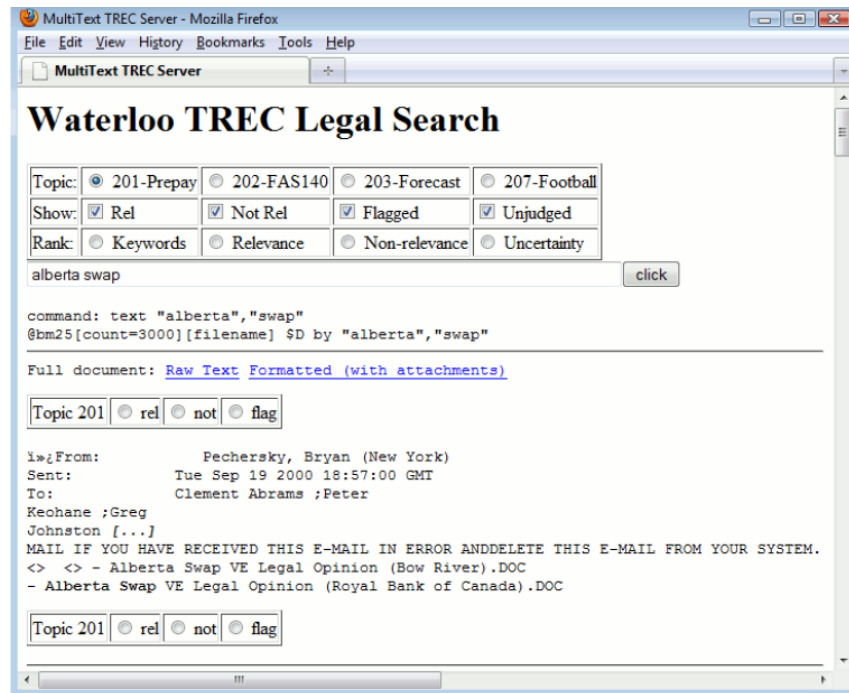 MultiText TREC Server - Mozilla Firefox
File Edit View History Bookmarks Tools Help
MultiText TREC Server
Waterloo TREC Legal Search
Topic: 201-Prepay 202-FAS140 203-Forecast 207-Football
Show: Rel Not Rel Flagged Unjudged
Rank: Keywords Relevance Non-relevance Uncertainty
alberta swap click
command: text "alberta","swap"
@bm25[count=3000][filename] $D by "alberta","swap"
Full document: Raw Text Formatted (with attachments)
Topic 201 rel not flag
ï»¿From: Pechersky, Bryan (New York)
Sent: Tue Sep 19 2000 18:57:00 GMT
To: Clement Abrams ;Peter
Keohane ;Greg
Johnston [...]
MAIL IF YOU HAVE RECEIVED THIS E-MAIL IN ERROR ANDDELETE THIS E-MAIL FROM YOUR SYSTEM.
<> <> - Alberta Swap VE Legal Opinion (Bow River).DOC
- Alberta Swap VE Legal Opinion (Royal Bank of Canada).DOC
Topic 201 rel not flag